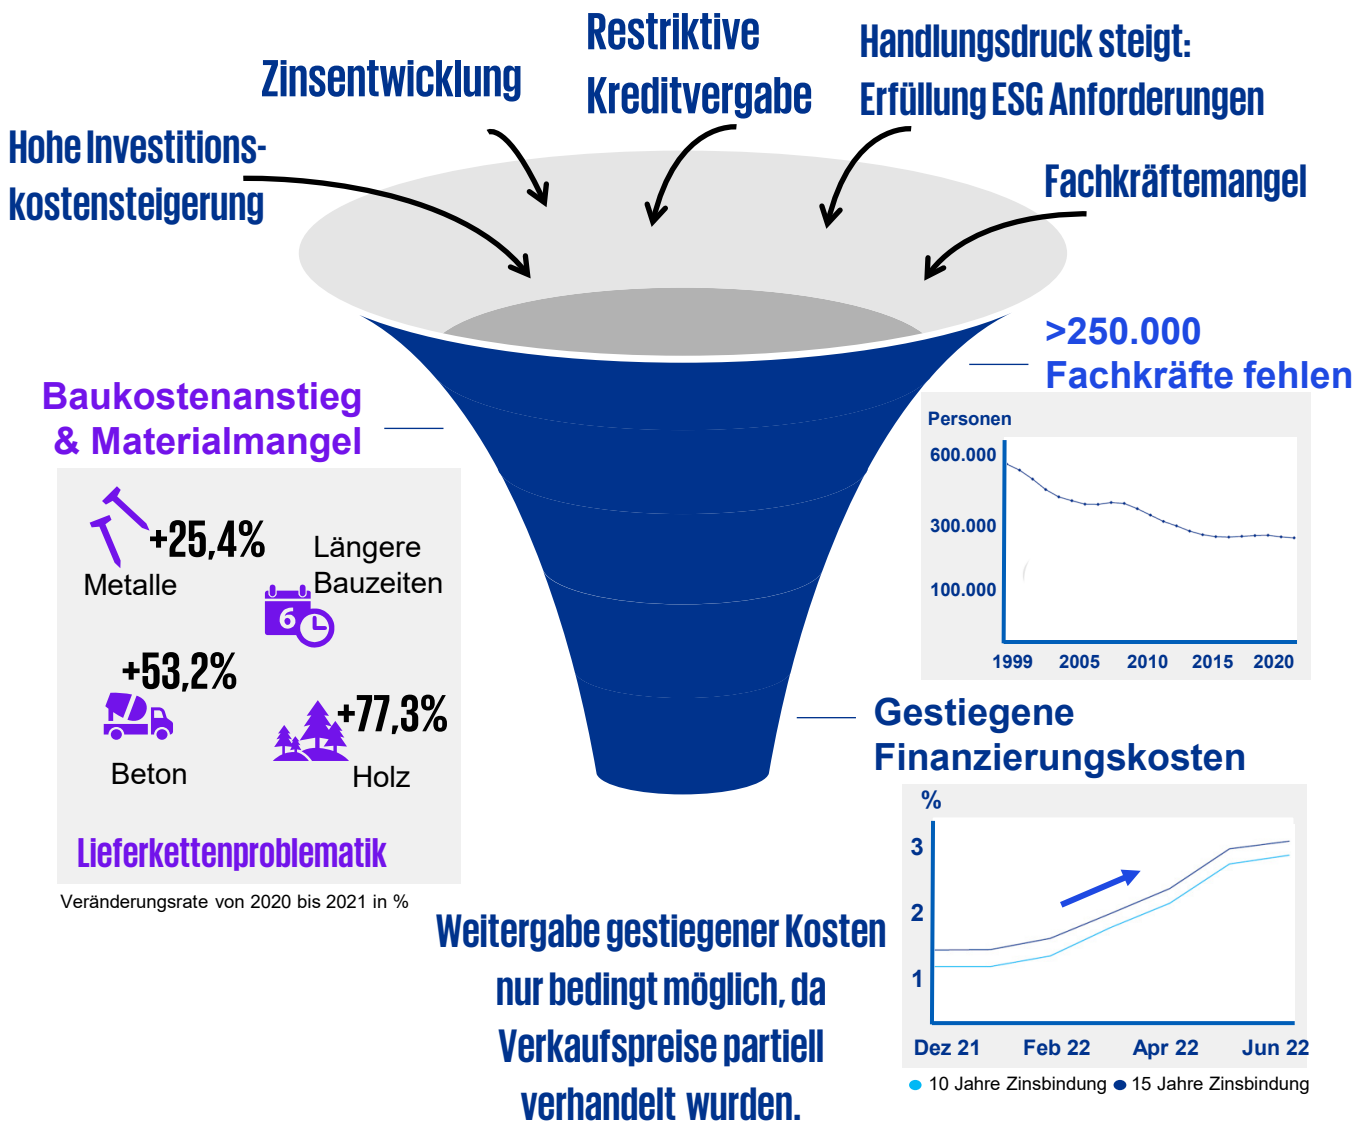 Restriktive
Kreditvergabe
Handlungsdruck steigt:
Erfüllung ESG Anforderungen
Zinsentwicklung
Hohe Investitions-
kostensteigerung
Fachkräftemangel
>250.000
Fachkräfte fehlen
Personen
600.000
300.000
100.000
1999 2005 2010 2015 2020
Baukostenanstieg
& Materialmangel
+25,4%
Metalle
Längere
Bauzeiten
6
+53,2%
Beton
+77,3%
Holz
Lieferkettenproblematik
Veränderungsrate von 2020 bis 2021 in %
Gestiegene
Finanzierungskosten
%
3
2
1
Dez 21 Feb 22 Apr 22 Jun 22
10 Jahre Zinsbindung 15 Jahre Zinsbindung
Weitergabe gestiegener Kosten
nur bedingt möglich, da
Verkaufspreise partiell
verhandelt wurden.